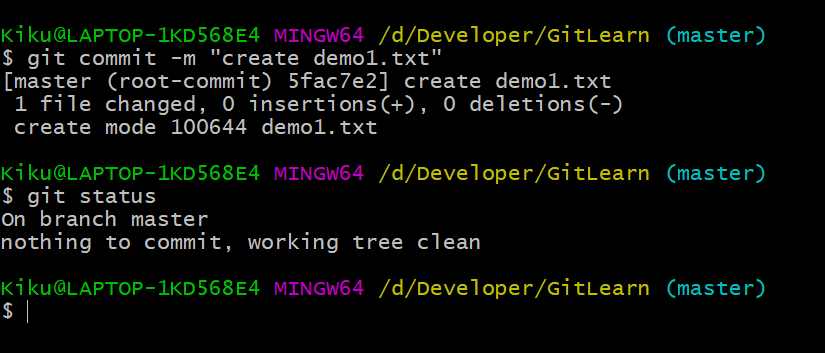 Kiku@LAPTOP-1KD568E4 MINGW64 /d/Developer/GitLearn (master)
$ git commit -m "create demo1.txt"
[master (root-commit) 5fac7e2] create demo1.txt
 1 file changed, 0 insertions(+), 0 deletions(-)
 create mode 100644 demo1.txt
Kiku@LAPTOP-1KD568E4 MINGW64 /d/Developer/GitLearn (master)
$ git status
On branch master
nothing to commit, working tree clean
Kiku@LAPTOP-1KD568E4 MINGW64 /d/Developer/GitLearn (master)
$